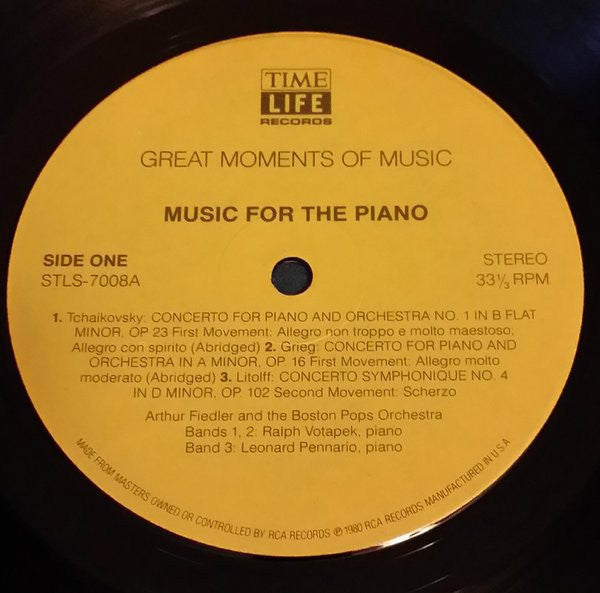 TIME
LIFE
RECORDS
GREAT MOMENTS OF MUSIC
MUSIC FOR THE PIANO
SIDE ONE
STLS-7008A
STEREO
33⅓ RPM
1. Tchaikovsky: CONCERTO FOR PIANO AND ORCHESTRA NO. 1 IN B FLAT
MINOR, OP 23 First Movement: Allegro non troppo e molto maestoso;
Allegro con spirito (Abridged) 2. Grieg: CONCERTO FOR PIANO AND
ORCHESTRA IN A MINOR, OP. 16 First Movement: Allegro molto
moderato (Abridged) 3. Litolff: CONCERTO SYMPHONIQUE NO. 4
IN D MINOR, OP. 102 Second Movement: Scherzo
Arthur Fiedler and the Boston Pops Orchestra
Bands 1, 2: Ralph Votapek, piano
Band 3: Leonard Pennario, piano
MADE FROM MASTERS OWNED OR CONTROLLED BY RCA RECORDS ℗ 1980 RCA RECORDS MANUFACTURED IN U.S.A